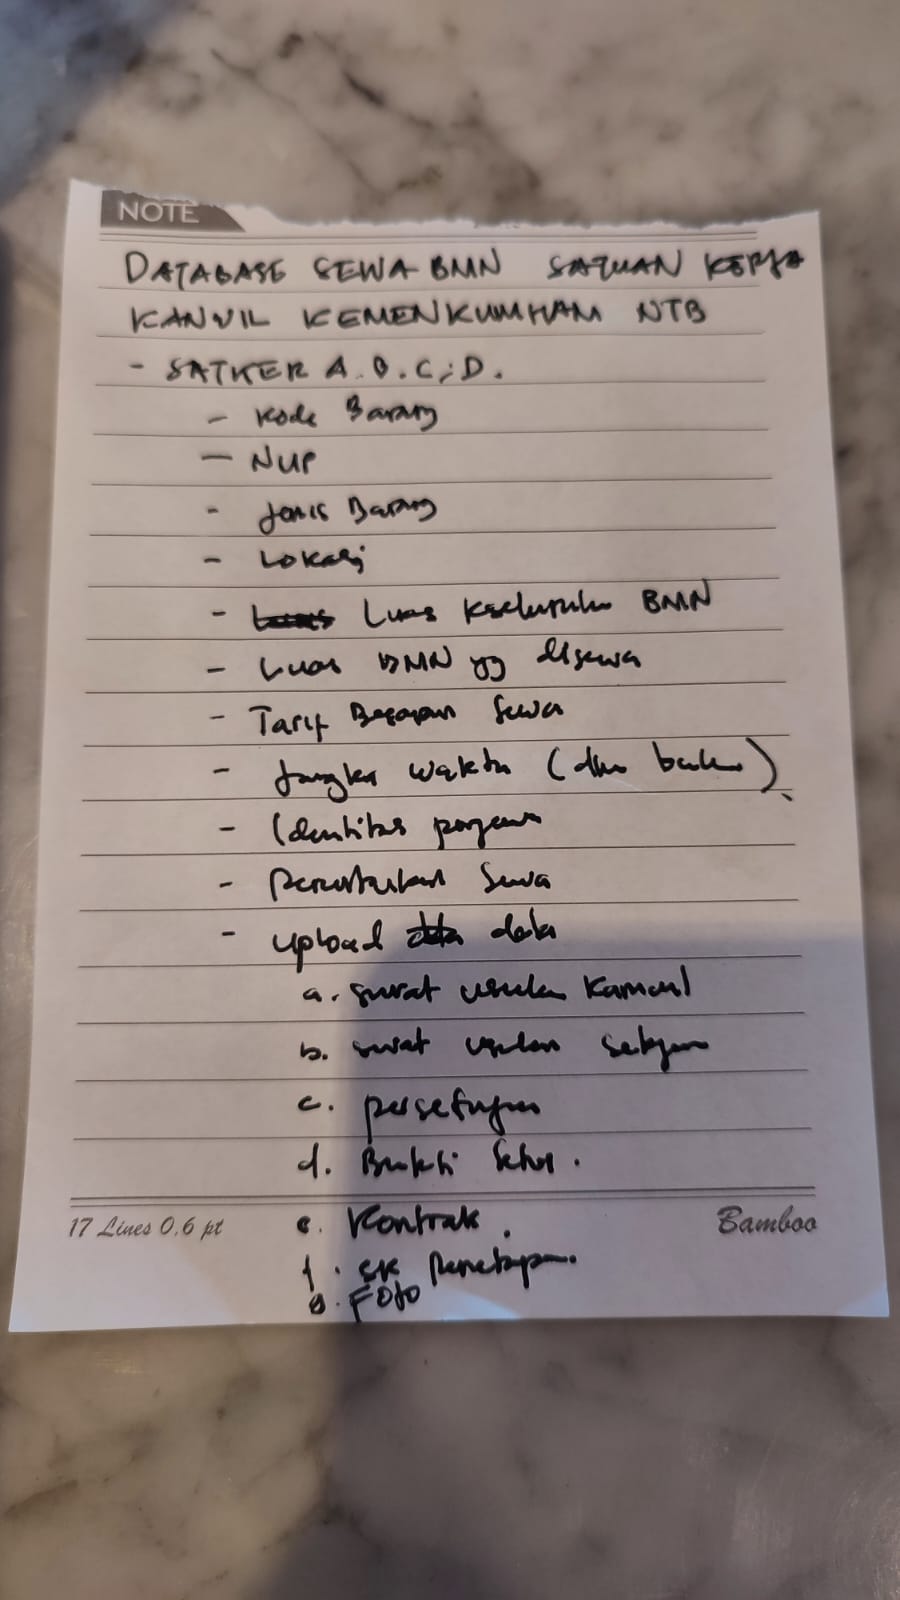 NOTE
DATABASE SEWA BMN SATUAN KERJA
KANWIL KEMENKUMHAM NTB
- SATKER A. B. C, D.
- Kode Barang
- NUP
- Jenis Barang
- Lokasi
- Luas Keseluruhan BMN
- Luas BMN yg disewa
- Tarif Sewa
- Jangka waktu (dlm bulan)
- Identitas penyewa
- Peruntukan Sewa
- Upload data
a. surat usulan Kanwil
b. surat usulan Sekjen
c. persetujuan
d. Bukti Setor.
17 Lines 0,6 pt
e. Kontrak.
Bamboo
f. SK Penetapan.
g. FOTO